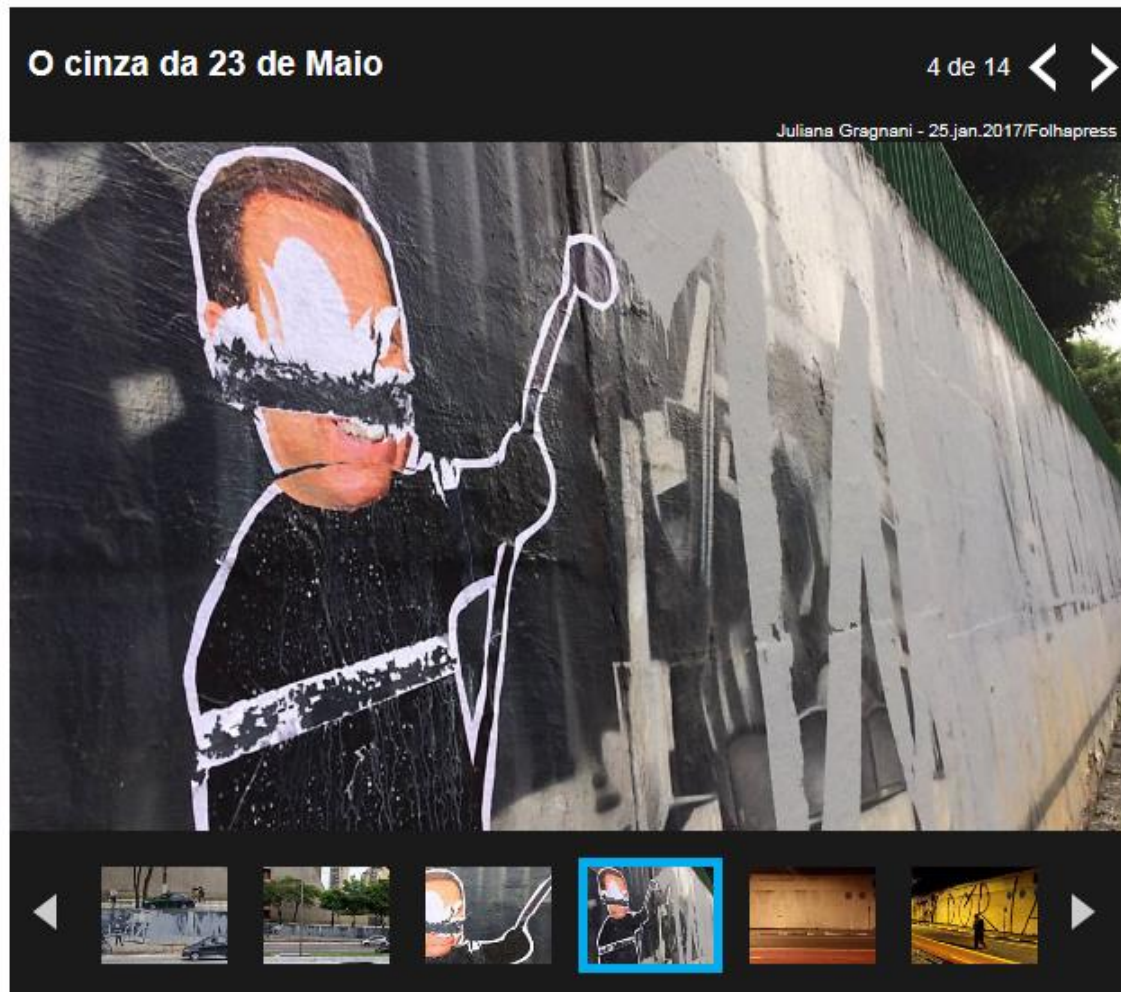 O cinza da 23 de Maio
4 de 14
Juliana Gragnani - 25.jan.2017/Folhapress